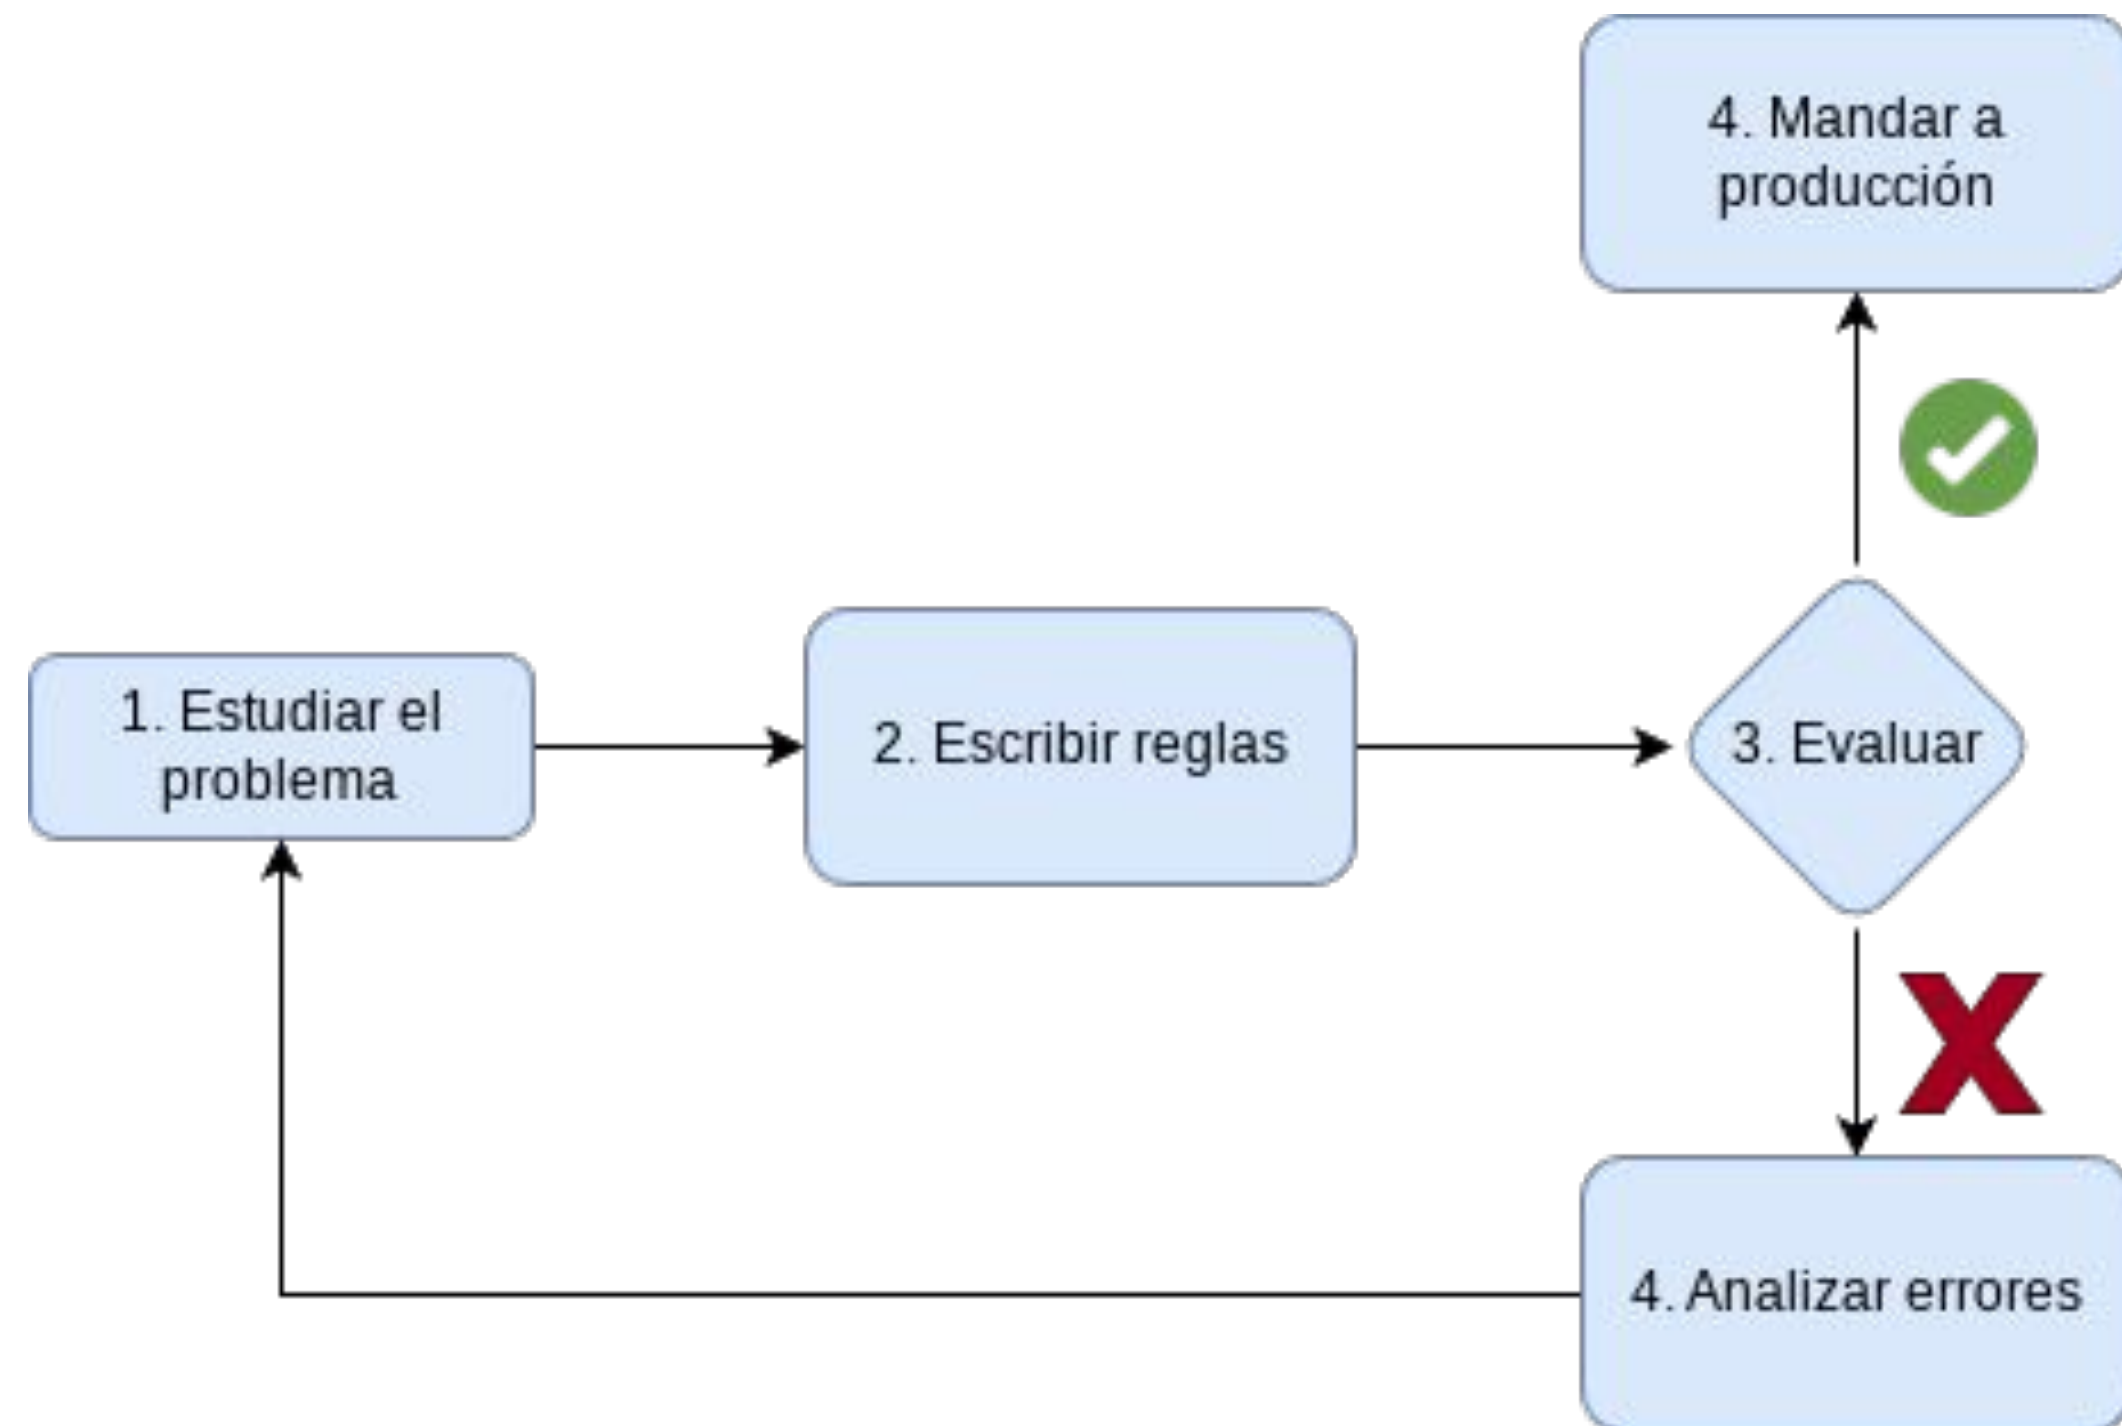 4. Mandar a
producción
1. Estudiar el
problema
2. Escribir reglas
3. Evaluar
4. Analizar errores